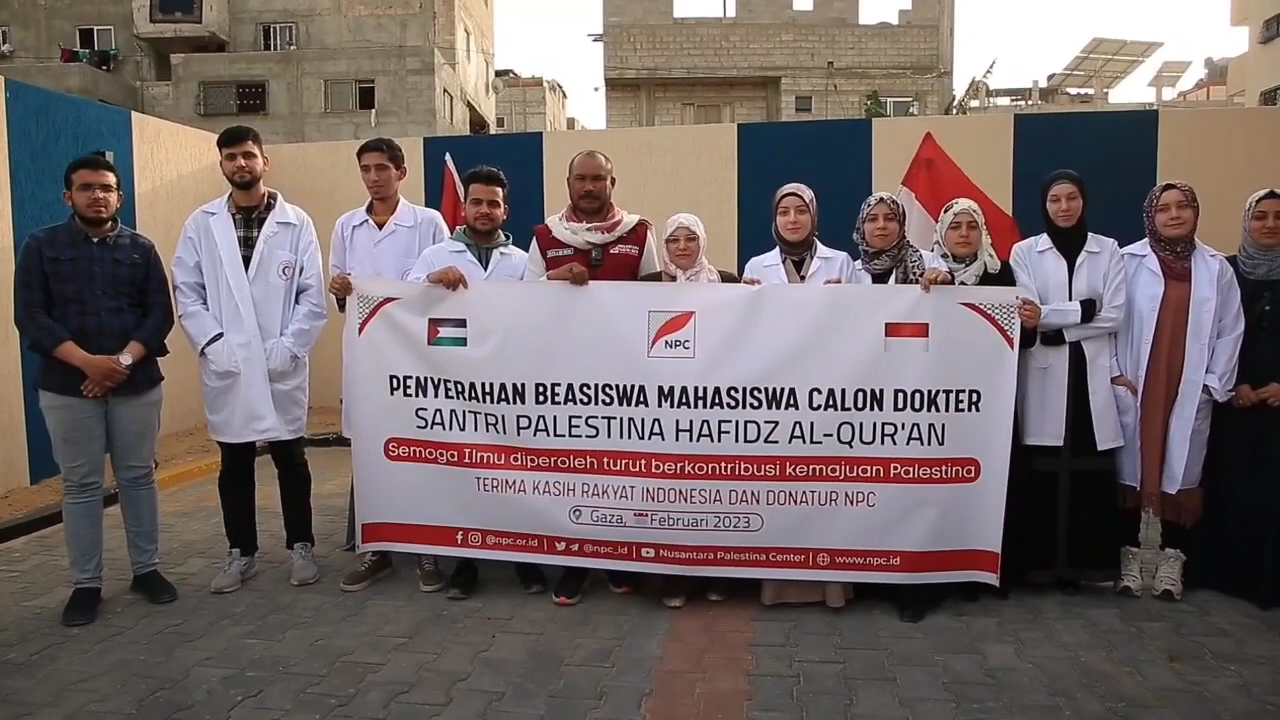 NPC
PENYERAHAN BEASISWA MAHASISWA CALON DOKTER
SANTRI PALESTINA HAFIDZ AL-QUR'AN
Semoga Ilmu diperoleh turut berkontribusi kemajuan Palestina
TERIMA KASIH RAKYAT INDONESIA DAN DONATUR NPC
Gaza, Februari 2023
@npc.or.id | @npc_id | Nusantara Palestina Center | www.npc.id